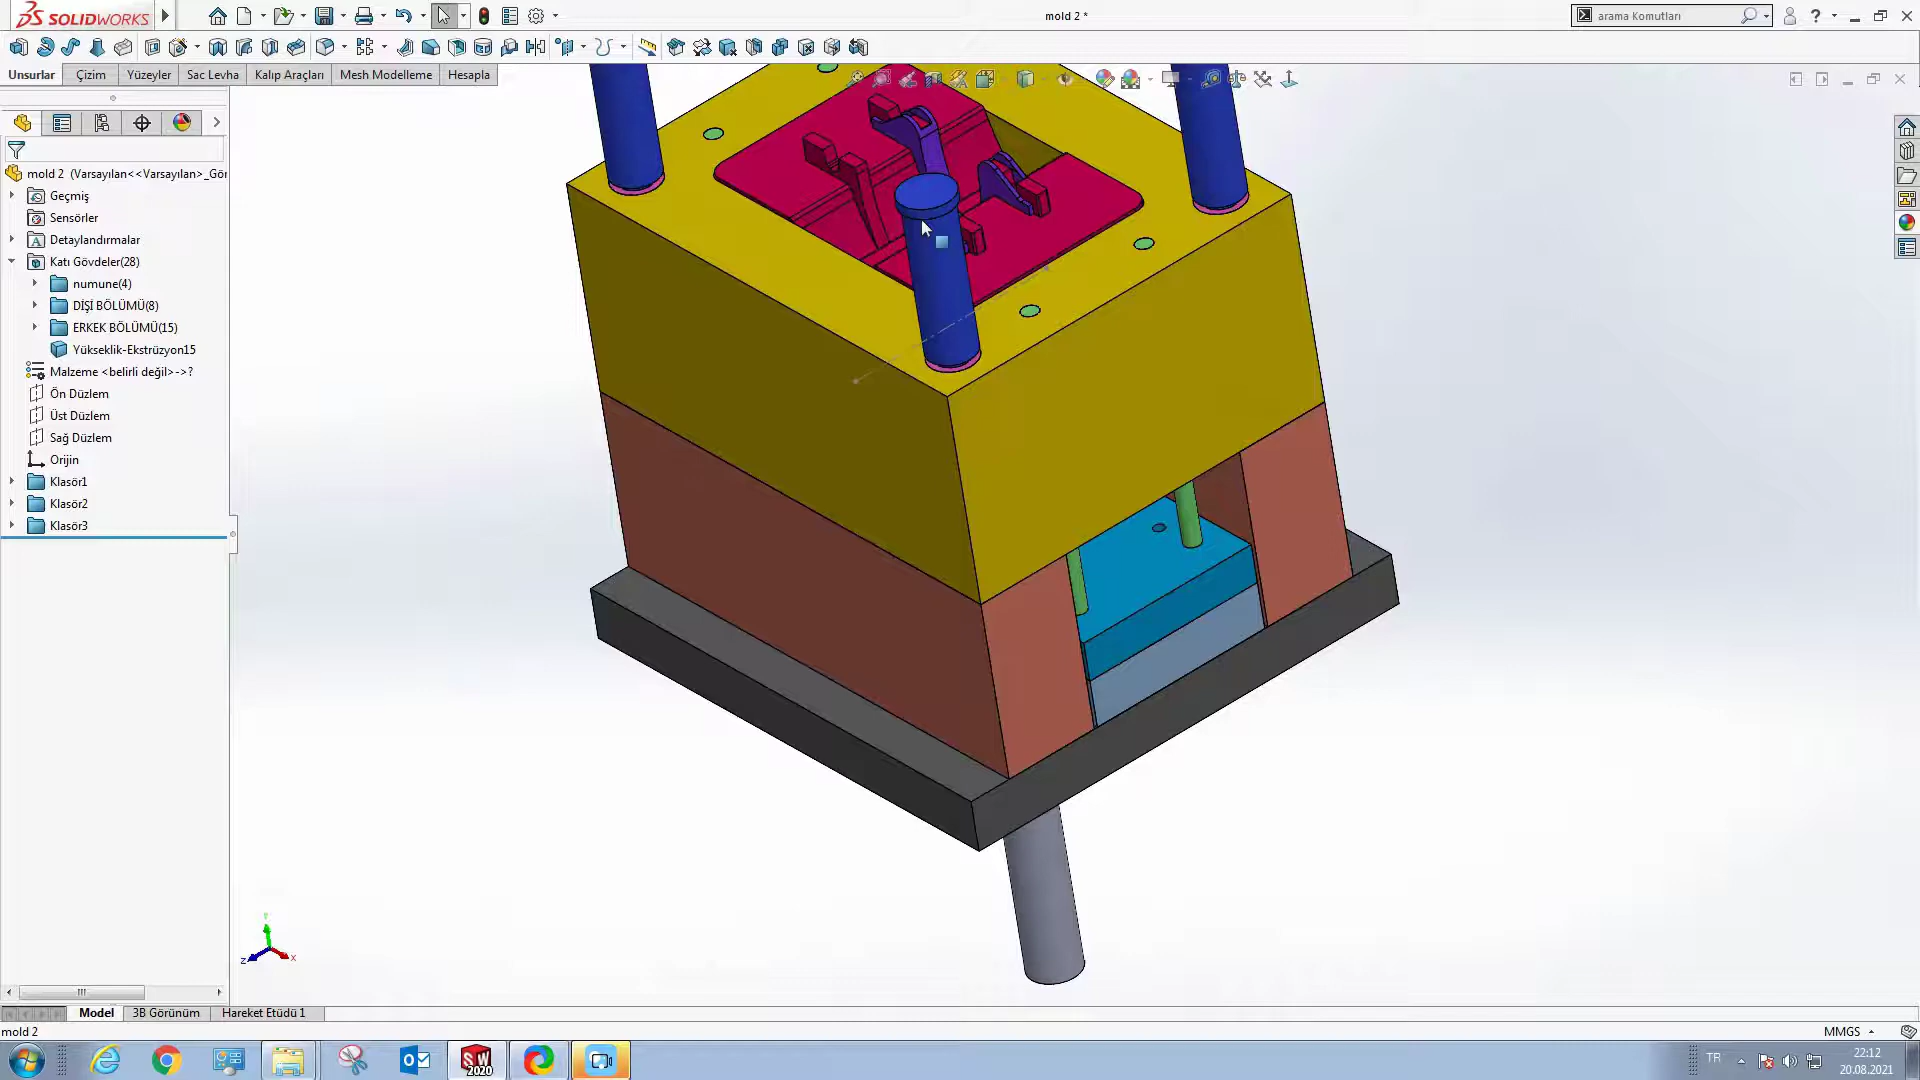 SOLIDWORKS
mold 2 *
arama Komutları
Unsurlar
Çizim
Yüzeyler
Sac Levha
Kalıp Araçları
Mesh Modelleme
Hesapla
mold 2 (Varsayılan<<Varsayılan>_Gör
Geçmiş
Sensörler
Detaylandırmalar
Katı Gövdeler(28)
numune(4)
DİŞİ BÖLÜMÜ(8)
ERKEK BÖLÜMÜ(15)
Yükseklik-Ekstrüzyon15
Malzeme <belirli değil>->?
Ön Düzlem
Üst Düzlem
Sağ Düzlem
Orijin
Klasör1
Klasör2
Klasör3
Y
Z
X
Model
3B Görünüm
Hareket Etüdü 1
mold 2
MMGS
SW
2020
TR
22:12
20.08.2021